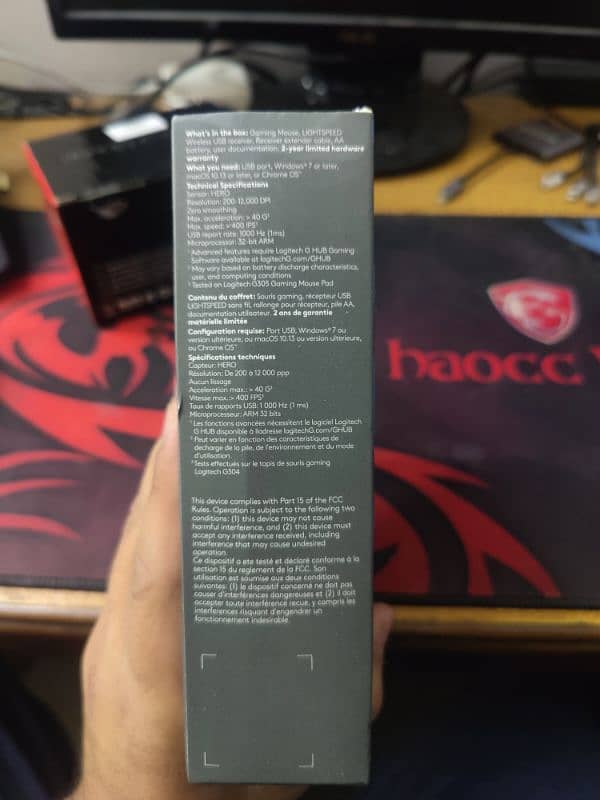 What's in the box: Gaming Mouse, LIGHTSPEED
Wireless USB receiver, Receiver extender cable, AA
battery, user documentation. 2-year limited hardware
warranty
What you need: USB port, Windows® 7 or later,
macOS 10.13 or later, or Chrome OS™
Technical Specifications
Sensor: HERO
Resolution: 200-12,000 DPI
Zero smoothing
Max. acceleration: > 40 G³
Max. speed: > 400 IPS³
USB report rate: 1000 Hz (1ms)
Microprocessor: 32-bit ARM
¹ Advanced features require Logitech G HUB Gaming
Software available at logitechG.com/GHUB
² May vary based on battery discharge characteristics,
user, and computing conditions
³ Tested on Logitech G305 Gaming Mouse Pad
Contenu du coffret: Souris gaming, récepteur USB
LIGHTSPEED sans fil, rallonge pour récepteur, pile AA,
documentation utilisateur. 2 ans de garantie
matérielle limitée
Configuration requise: Port USB, Windows® 7 ou
version ultérieure, ou macOS 10.13 ou version ultérieure,
ou Chrome OS™
Spécifications techniques
Capteur: HERO
Résolution: De 200 à 12 000 ppp
Aucun lissage
Acceleration max.: > 40 G³
Vitesse max.: > 400 FPS³
Taux de rapports USB: 1 000 Hz (1 ms)
Microprocesseur: ARM 32 bits
¹ Les fonctions avancées nécessitent le logiciel Logitech
G HUB disponible à l'adresse logitechG.com/GHUB
² Peut varier en fonction des caractéristiques de
décharge de la pile, de l'environnement et du mode
d'utilisation.
³ Tests effectués sur le tapis de souris gaming
Logitech G304
This device complies with Part 15 of the FCC
Rules. Operation is subject to the following two
conditions: (1) this device may not cause
harmful interference, and (2) this device must
accept any interference received, including
interference that may cause undesired
operation.
Ce dispositif a ete testé et déclaré conforme à la
section 15 du reglement de la FCC. Son
utilisation est soumise aux deux conditions
suivantes: (1) le dispositif concerné ne doit pas
causer d'interférences dangereuses et (2) il doit
accepter toute interférence recue, y compris les
interférences risquant d'engendrer un
fonctionnement indésirable.
haocc